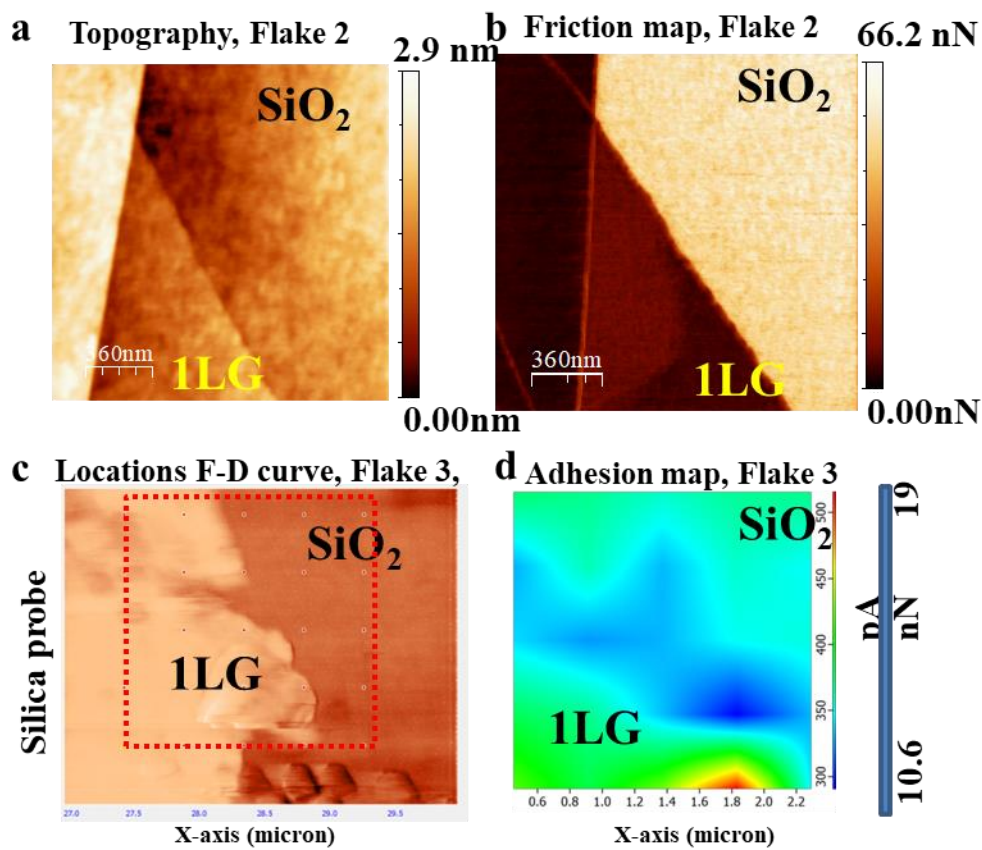 a
Topography, Flake 2
2.9 nm
SiO2
360nm
1LG
0.00nm
b
Friction map, Flake 2
66.2 nN
SiO2
360nm
1LG
0.00nN
c
Locations F-D curve, Flake 3,
Silica probe
SiO2
1LG
27.0 27.5 28.0 28.5 29.0 29.5
X-axis (micron)
d
Adhesion map, Flake 3
SiO2
1LG
500
450
400
350
300
0.6 0.8 1.0 1.2 1.4 1.6 1.8 2.0 2.2
X-axis (micron)
pA
nN
19
10.6